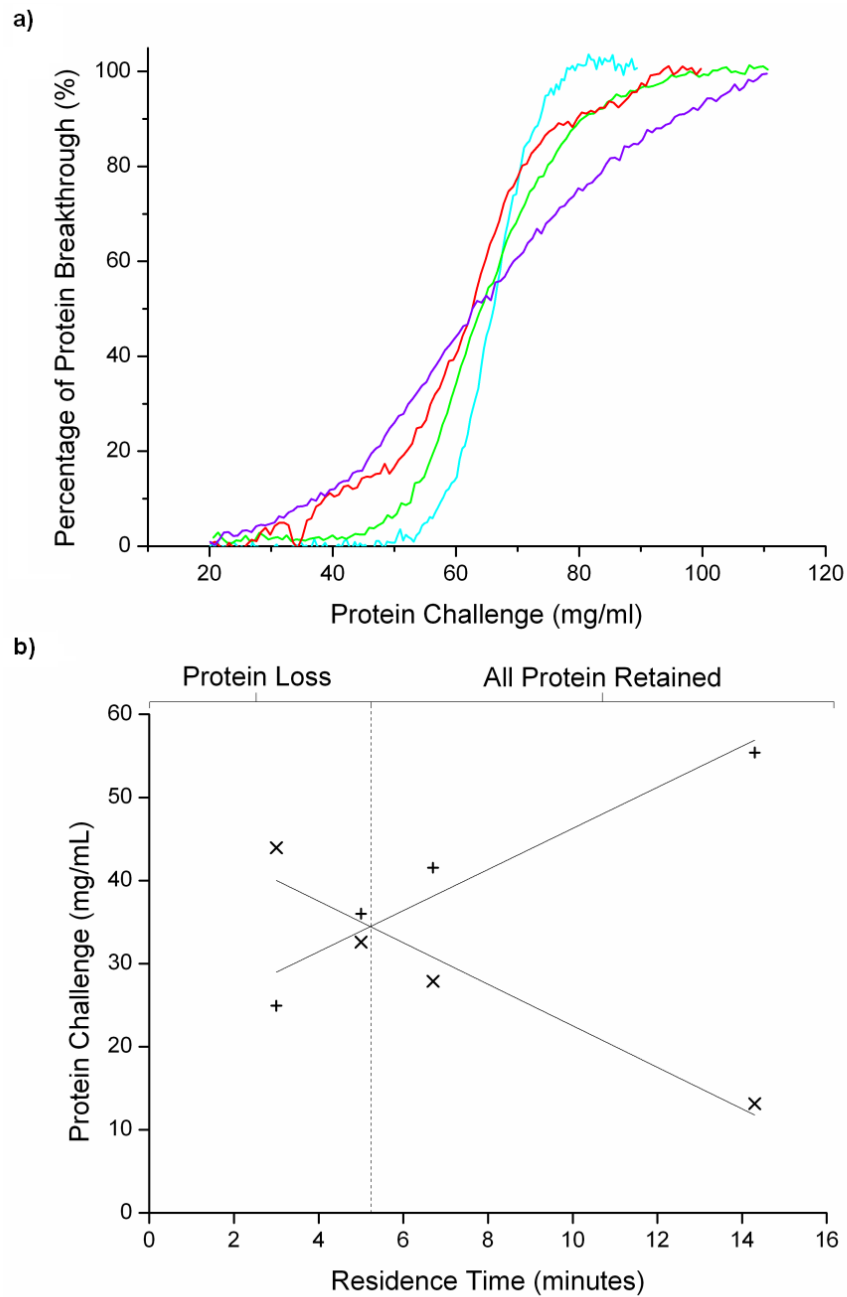 a)
Percentage of Protein Breakthrough (%)
100
80
60
40
20
0
20 40 60 80 100 120
Protein Challenge (mg/ml)
b)
Protein Loss All Protein Retained
Protein Challenge (mg/mL)
60
50
40
30
20
10
0
0 2 4 6 8 10 12 14 16
Residence Time (minutes)